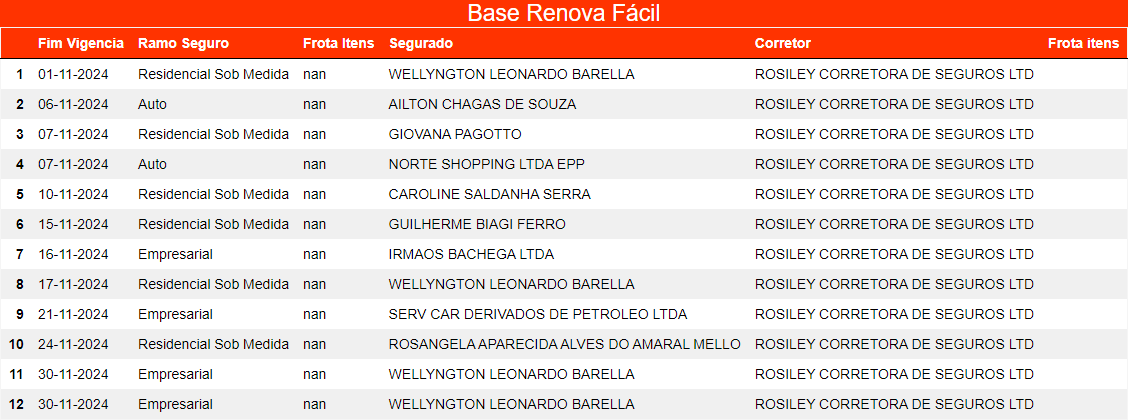 Base Renova Fácil
Fim Vigencia Ramo Seguro Frota Itens Segurado Corretor Frota itens
1 01-11-2024 Residencial Sob Medida nan WELLYNGTON LEONARDO BARELLA ROSILEY CORRETORA DE SEGUROS LTD
2 06-11-2024 Auto nan AILTON CHAGAS DE SOUZA ROSILEY CORRETORA DE SEGUROS LTD
3 07-11-2024 Residencial Sob Medida nan GIOVANA PAGOTTO ROSILEY CORRETORA DE SEGUROS LTD
4 07-11-2024 Auto nan NORTE SHOPPING LTDA EPP ROSILEY CORRETORA DE SEGUROS LTD
5 10-11-2024 Residencial Sob Medida nan CAROLINE SALDANHA SERRA ROSILEY CORRETORA DE SEGUROS LTD
6 15-11-2024 Residencial Sob Medida nan GUILHERME BIAGI FERRO ROSILEY CORRETORA DE SEGUROS LTD
7 16-11-2024 Empresarial nan IRMAOS BACHEGA LTDA ROSILEY CORRETORA DE SEGUROS LTD
8 17-11-2024 Residencial Sob Medida nan WELLYNGTON LEONARDO BARELLA ROSILEY CORRETORA DE SEGUROS LTD
9 21-11-2024 Empresarial nan SERV CAR DERIVADOS DE PETROLEO LTDA ROSILEY CORRETORA DE SEGUROS LTD
10 24-11-2024 Residencial Sob Medida nan ROSANGELA APARECIDA ALVES DO AMARAL MELLO ROSILEY CORRETORA DE SEGUROS LTD
11 30-11-2024 Empresarial nan WELLYNGTON LEONARDO BARELLA ROSILEY CORRETORA DE SEGUROS LTD
12 30-11-2024 Empresarial nan WELLYNGTON LEONARDO BARELLA ROSILEY CORRETORA DE SEGUROS LTD